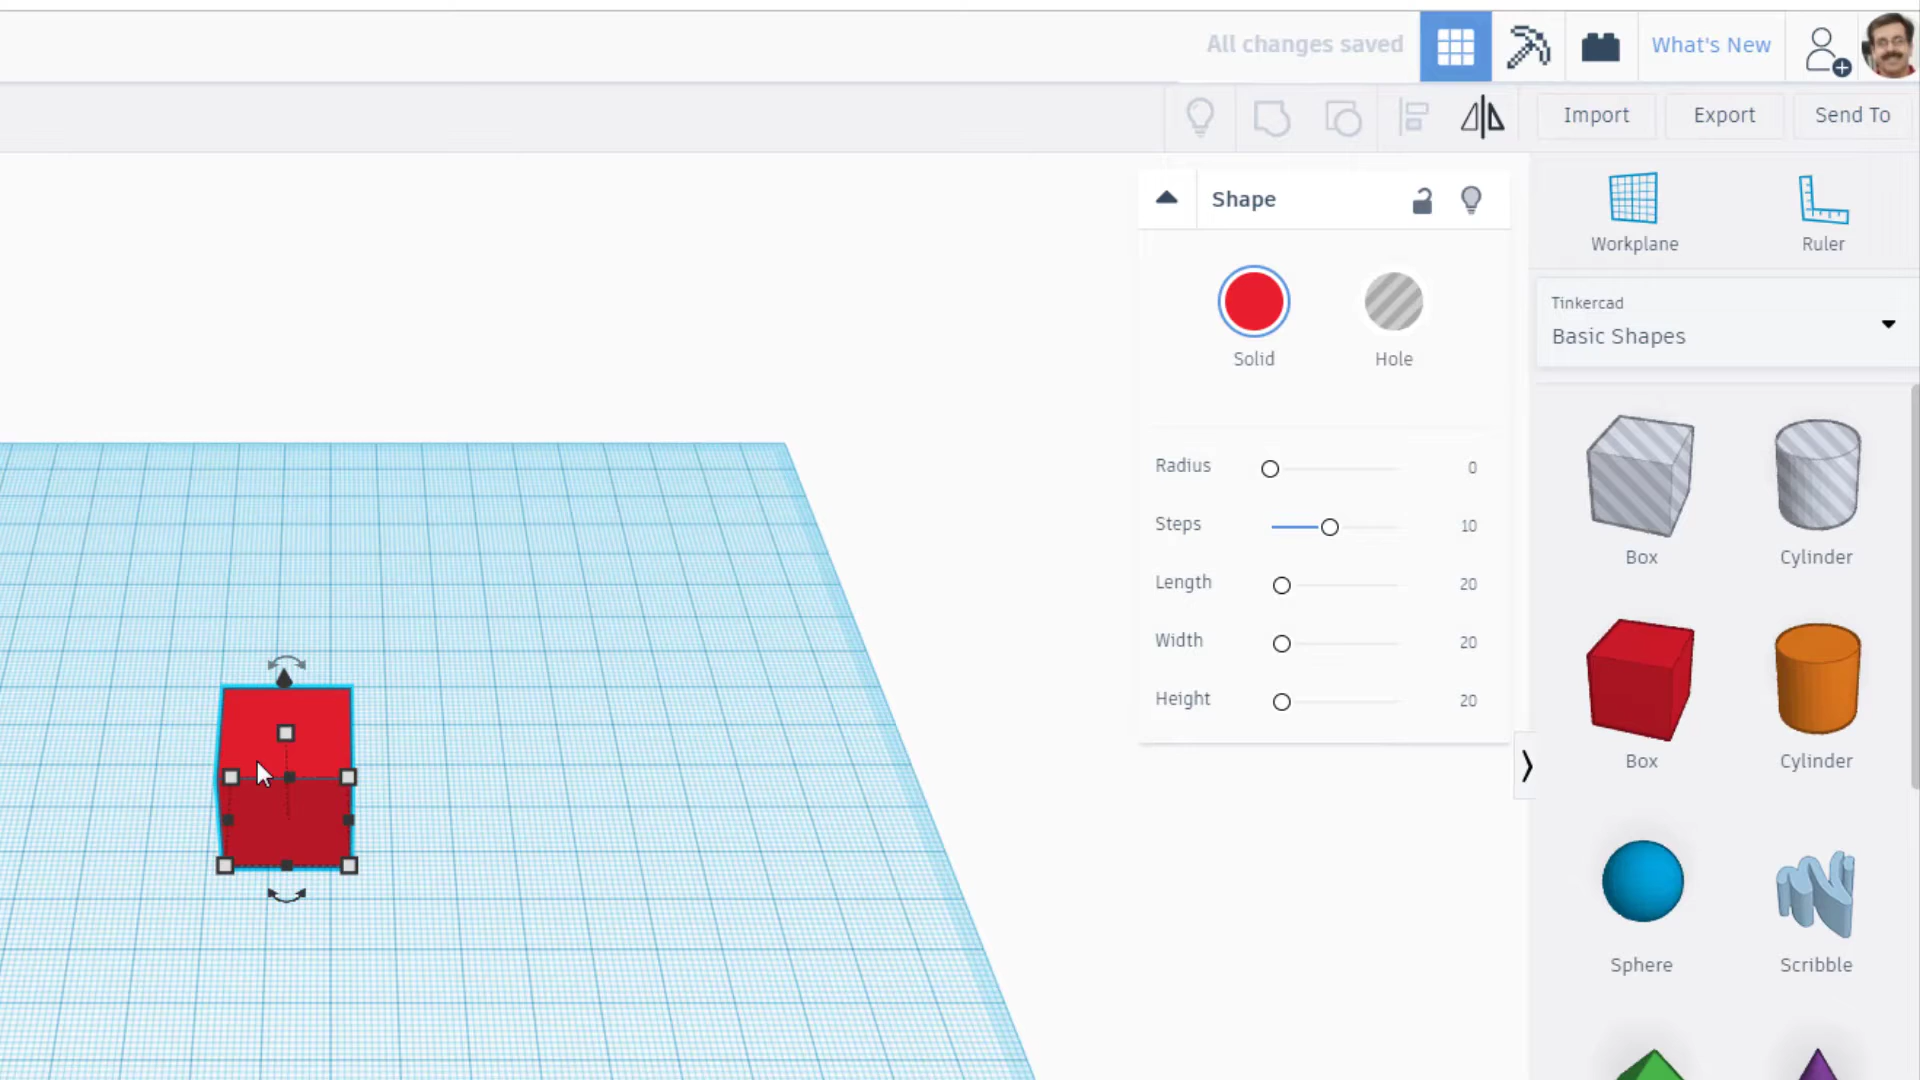 All changes saved
What's New
Import
Export
Send To
Shape
Workplane
Ruler
Solid
Hole
Tinkercad
Basic Shapes
Radius
0
Steps
10
Length
20
Width
20
Height
20
Box
Cylinder
Box
Cylinder
Sphere
Scribble